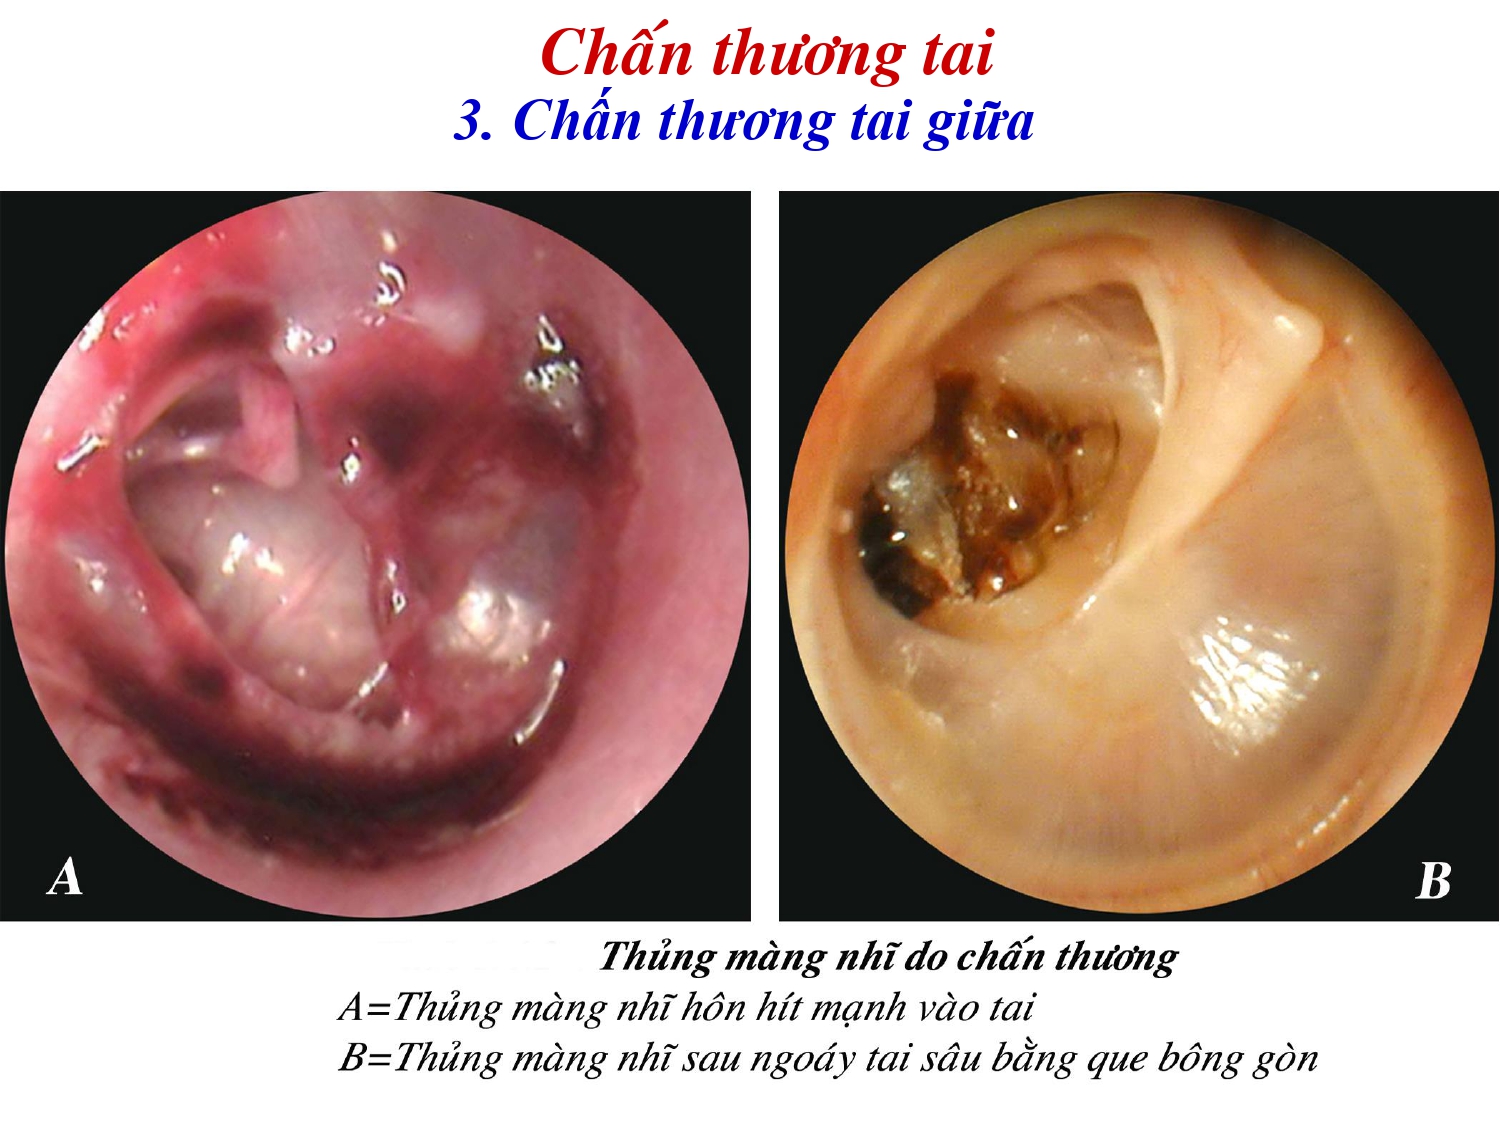 Chấn thương tai
3. Chấn thương tai giữa
A
B
Thủng màng nhĩ do chấn thương
A=Thủng màng nhĩ hôn hít mạnh vào tai
B=Thủng màng nhĩ sau ngoáy tai sâu bằng que bông gòn